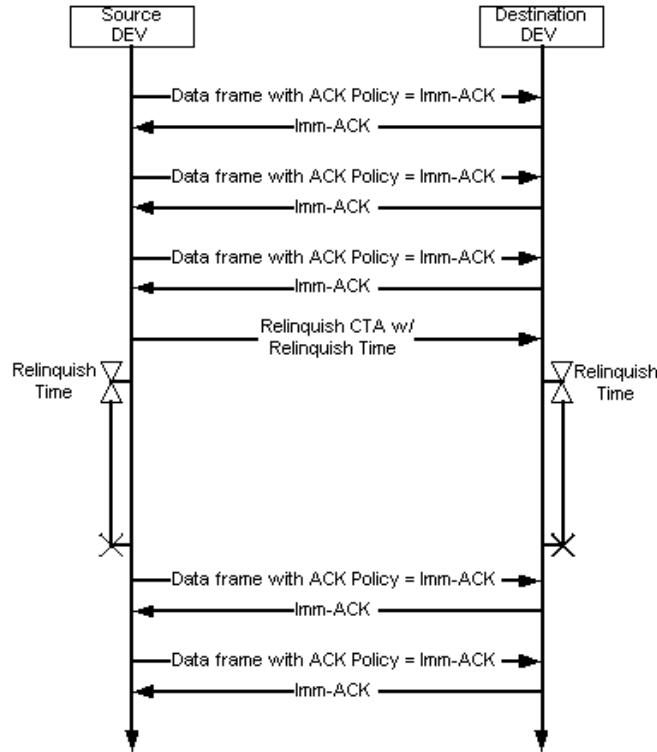 Source
DEV
Destination
DEV
Data frame with ACK Policy = Imm-ACK
Imm-ACK
Data frame with ACK Policy = Imm-ACK
Imm-ACK
Data frame with ACK Policy = Imm-ACK
Imm-ACK
Relinquish CTA w/
Relinquish Time
Relinquish
Time
Relinquish
Time
Data frame with ACK Policy = Imm-ACK
Imm-ACK
Data frame with ACK Policy = Imm-ACK
Imm-ACK